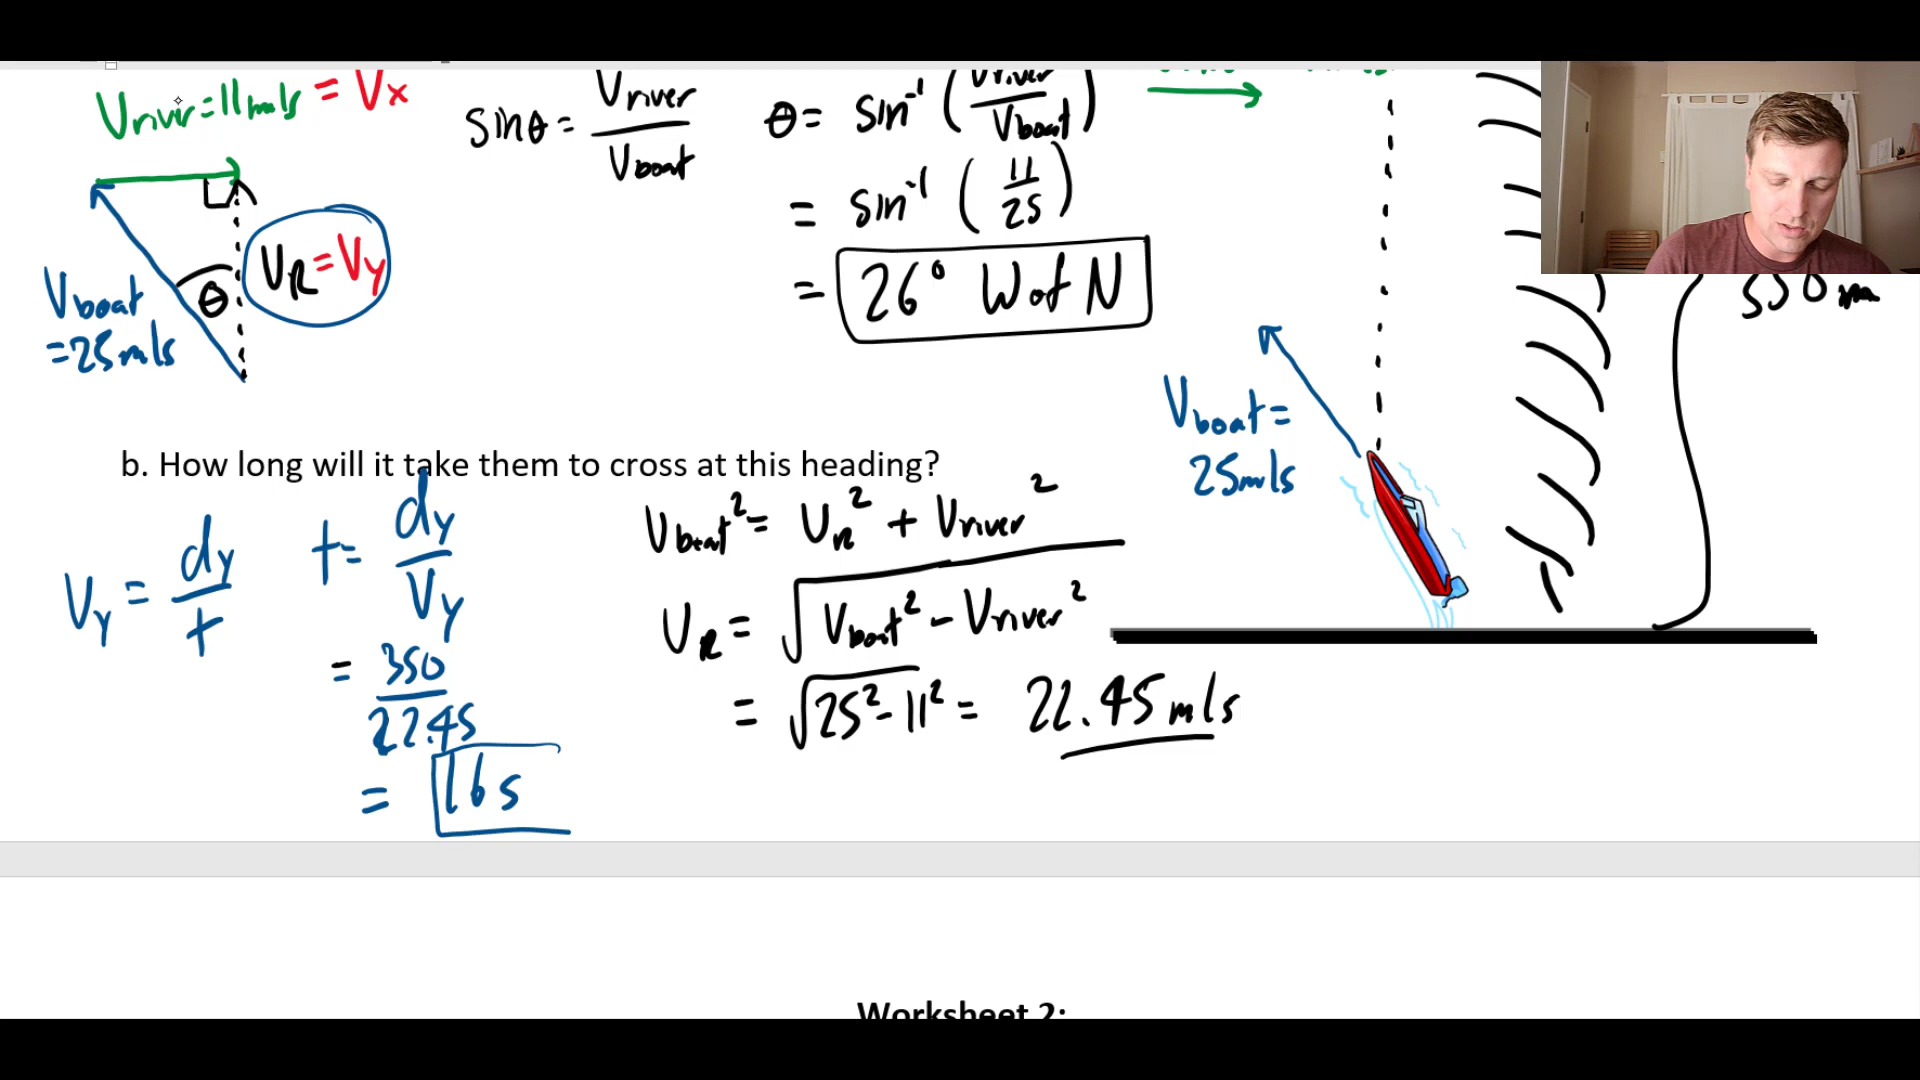 Vriver = 11 m/s = Vx
sinθ = Vriver / Vboat
θ = sin⁻¹ (Vriver / Vboat)
= sin⁻¹ (11 / 25)
= 26° W of N
Vboat
= 25 m/s
θ
VR = Vy
350 m
Vboat =
25 m/s
b. How long will it take them to cross at this heading?
Vy = dy / t
t = dy / Vy
= 350 / 22.45
= 16 s
Vboat² = VR² + Vriver²
VR = √Vboat² - Vriver²
= √25² - 11² = 22.45 m/s
Worksheet 2: